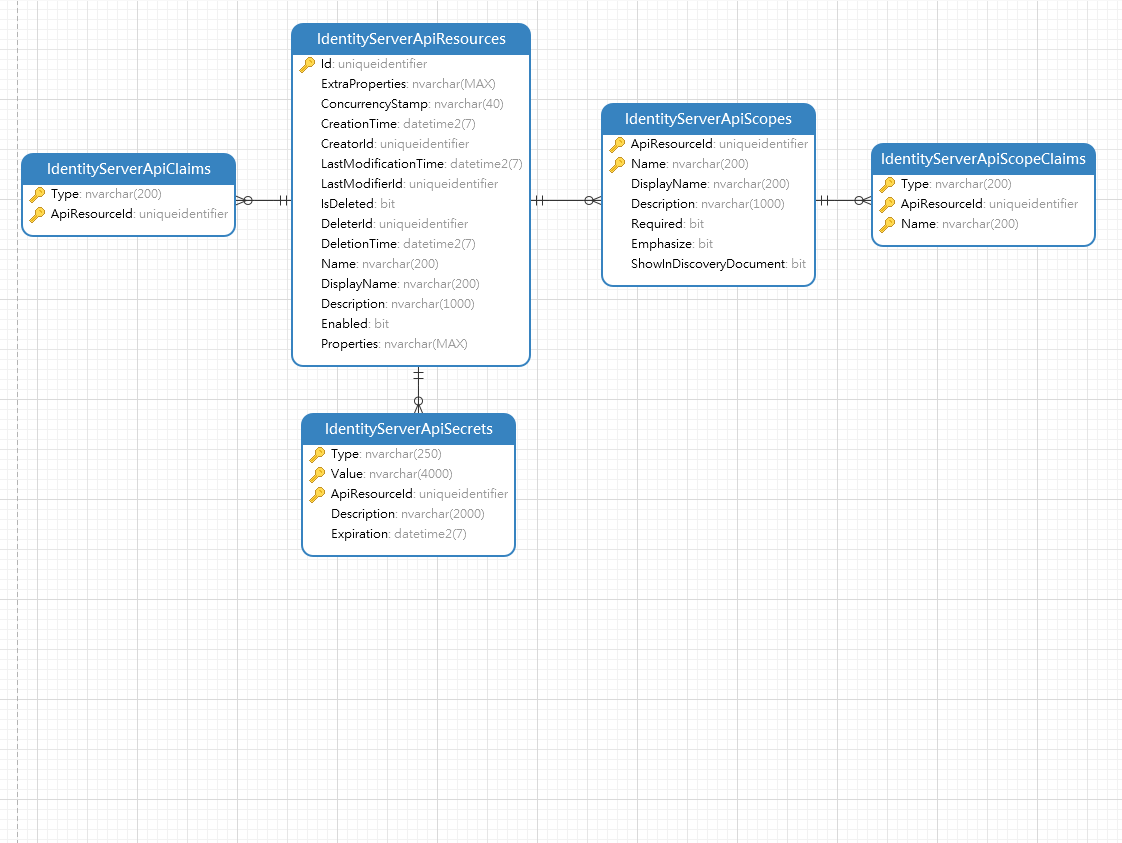 IdentityServerApiResources
Id: uniqueidentifier
ExtraProperties: nvarchar(MAX)
ConcurrencyStamp: nvarchar(40)
CreationTime: datetime2(7)
CreatorId: uniqueidentifier
LastModificationTime: datetime2(7)
LastModifierId: uniqueidentifier
IsDeleted: bit
DeleterId: uniqueidentifier
DeletionTime: datetime2(7)
Name: nvarchar(200)
DisplayName: nvarchar(200)
Description: nvarchar(1000)
Enabled: bit
Properties: nvarchar(MAX)
IdentityServerApiClaims
Type: nvarchar(200)
ApiResourceId: uniqueidentifier
IdentityServerApiScopes
ApiResourceId: uniqueidentifier
Name: nvarchar(200)
DisplayName: nvarchar(200)
Description: nvarchar(1000)
Required: bit
Emphasize: bit
ShowInDiscoveryDocument: bit
IdentityServerApiScopeClaims
Type: nvarchar(200)
ApiResourceId: uniqueidentifier
Name: nvarchar(200)
IdentityServerApiSecrets
Type: nvarchar(250)
Value: nvarchar(4000)
ApiResourceId: uniqueidentifier
Description: nvarchar(2000)
Expiration: datetime2(7)